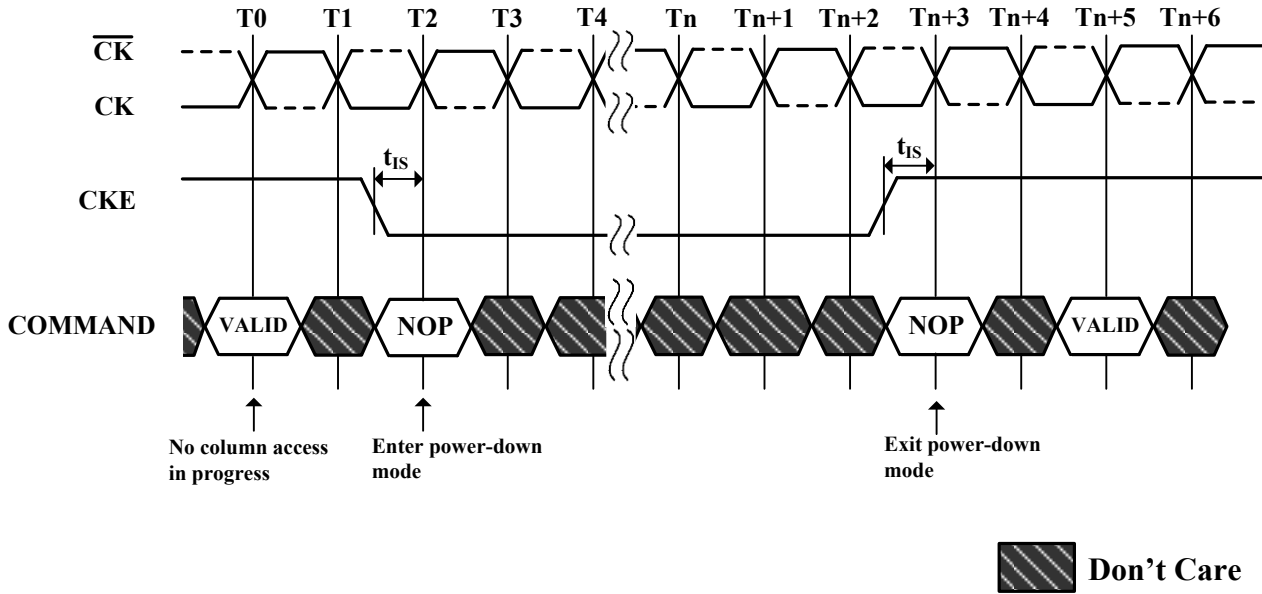 T0 T1 T2 T3 T4 Tn Tn+1 Tn+2 Tn+3 Tn+4 Tn+5 Tn+6
CK
CK
tIS tIS
CKE
COMMAND VALID NOP NOP VALID
No column access
in progress
Enter power-down
mode
Exit power-down
mode
Don't Care